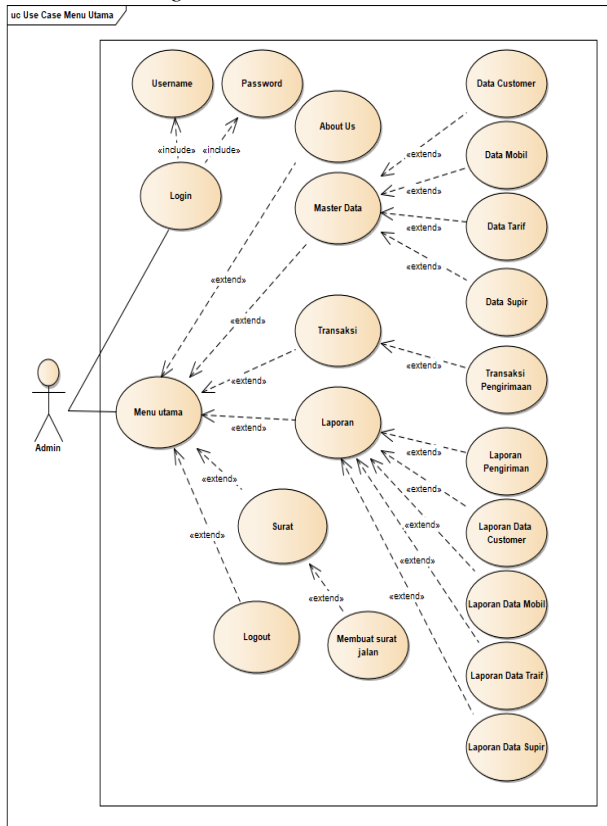 uc Use Case Menu Utama
Username
Password
Data Customer
About Us
«include»
«include»
«extend»
Data Mobil
Login
Master Data
«extend»
«extend»
Data Tarif
«extend»
Data Supir
«extend»
«extend»
Transaksi
«extend»
Transaksi
Pengirimaan
«extend»
Admin
Menu utama
«extend»
Laporan
«extend»
Laporan
Pengiriman
«extend»
«extend»
Surat
Laporan Data
Customer
«extend»
«extend»
«extend»
«extend»
Laporan Data Mobil
Logout
Membuat surat
jalan
Laporan Data Traif
Laporan Data Supir